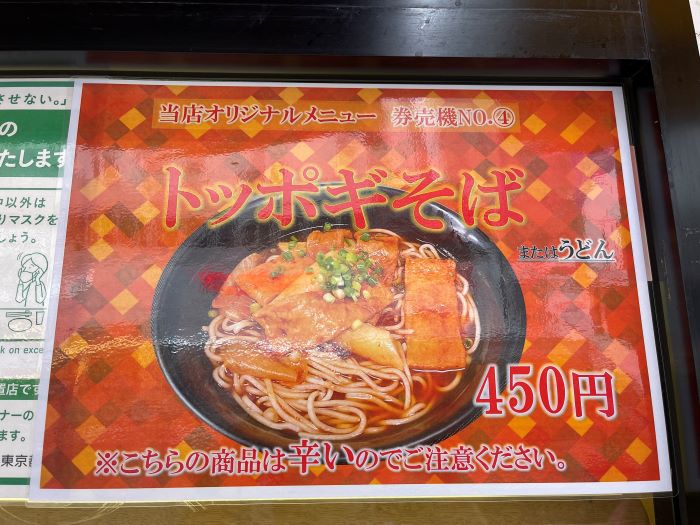 当店オリジナルメニュー 券売機NO.④
トッポギそば
またはうどん
450円
※こちらの商品は辛いのでご注意ください。
させない。」
の
たします
中以外は
りマスクを
しょう。
k on exce
道店です
ナーの
ます。
東京都